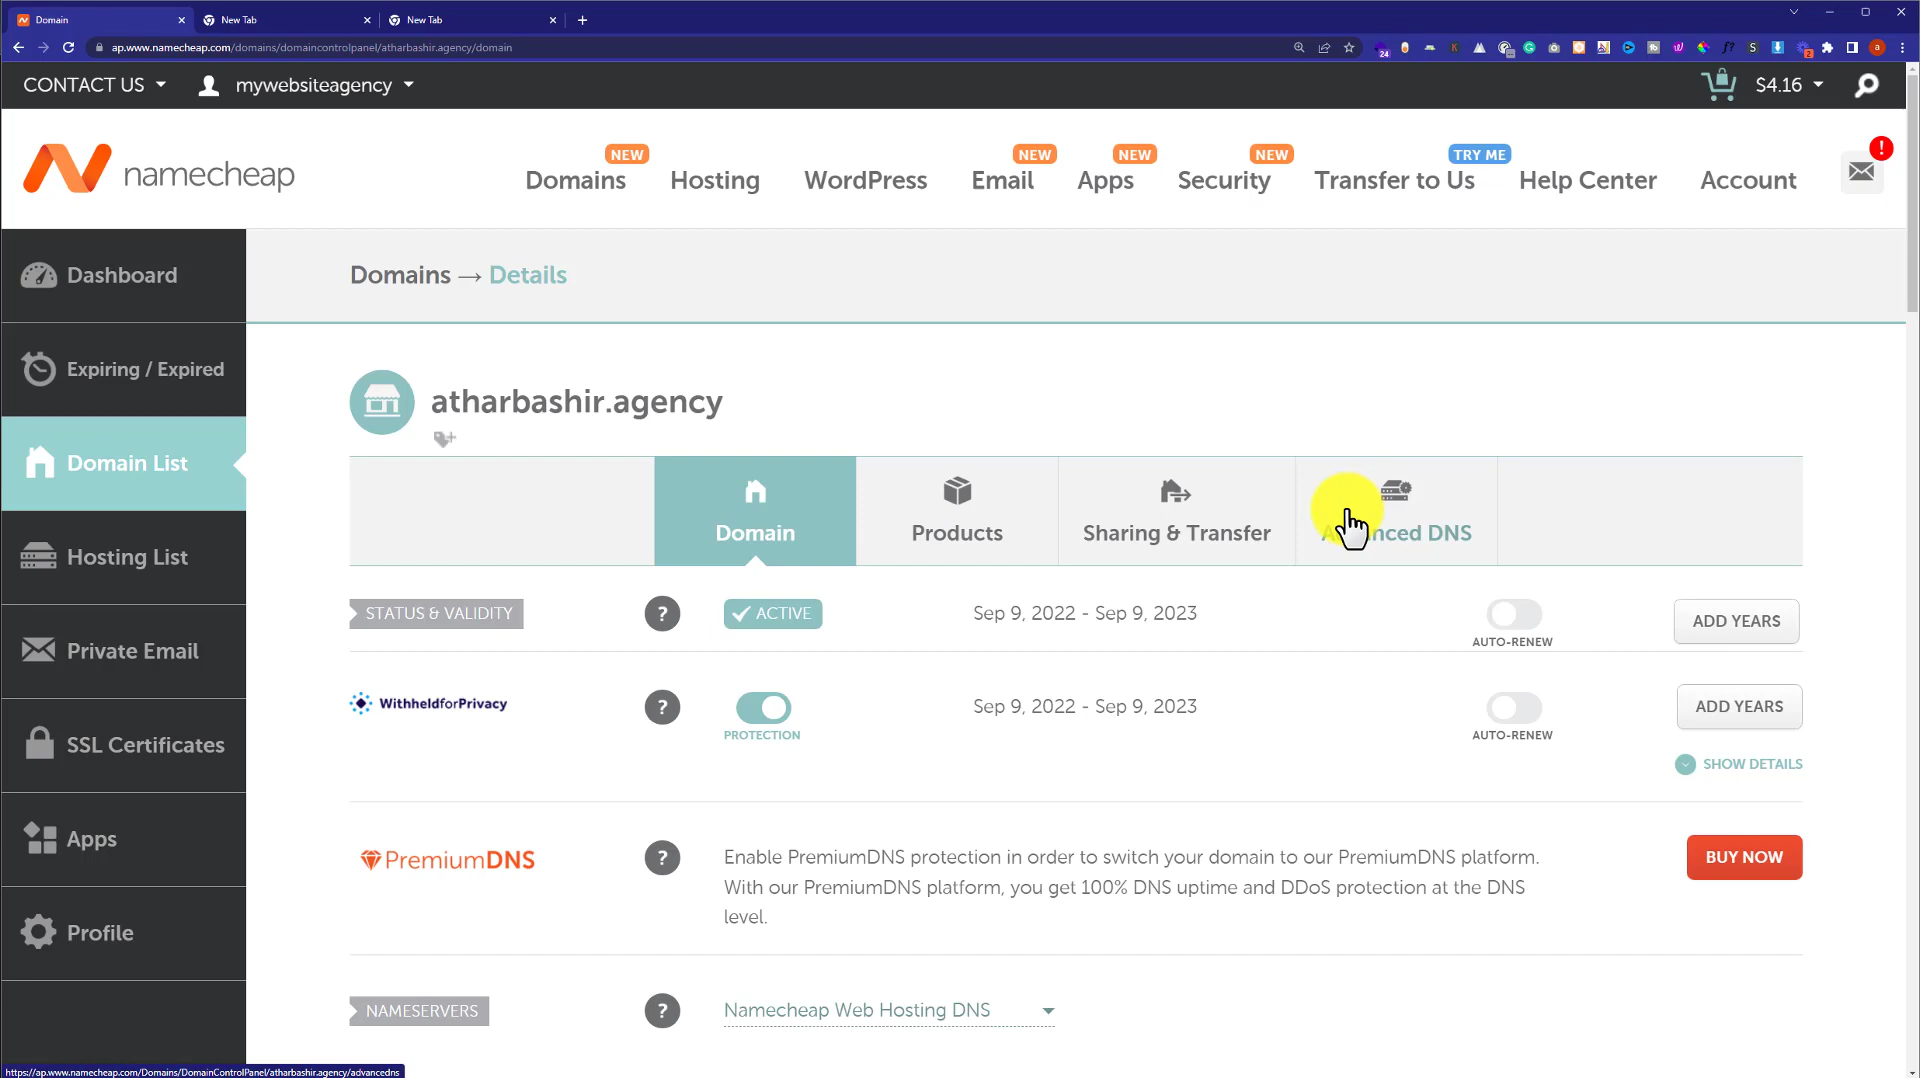 Domain
New Tab
New Tab
ap.www.namecheap.com/domains/domaincontrolpanel/atharbashir.agency/domain
24
2
a
CONTACT US
mywebsiteagency
$4.16
namecheap
NEW
NEW
NEW
NEW
TRY ME
!
Domains
Hosting
WordPress
Email
Apps
Security
Transfer to Us
Help Center
Account
Dashboard
Expiring / Expired
Domain List
Hosting List
Private Email
SSL Certificates
Apps
Profile
Domains → Details
atharbashir.agency
Domain
Products
Sharing & Transfer
Advanced DNS
STATUS & VALIDITY
?
ACTIVE
Sep 9, 2022 - Sep 9, 2023
AUTO-RENEW
ADD YEARS
WithheldforPrivacy
?
PROTECTION
Sep 9, 2022 - Sep 9, 2023
AUTO-RENEW
ADD YEARS
SHOW DETAILS
PremiumDNS
?
Enable PremiumDNS protection in order to switch your domain to our PremiumDNS platform.
With our PremiumDNS platform, you get 100% DNS uptime and DDoS protection at the DNS
level.
BUY NOW
NAMESERVERS
?
Namecheap Web Hosting DNS
https://ap.www.namecheap.com/Domains/DomainControlPanel/atharbashir.agency/advancedns